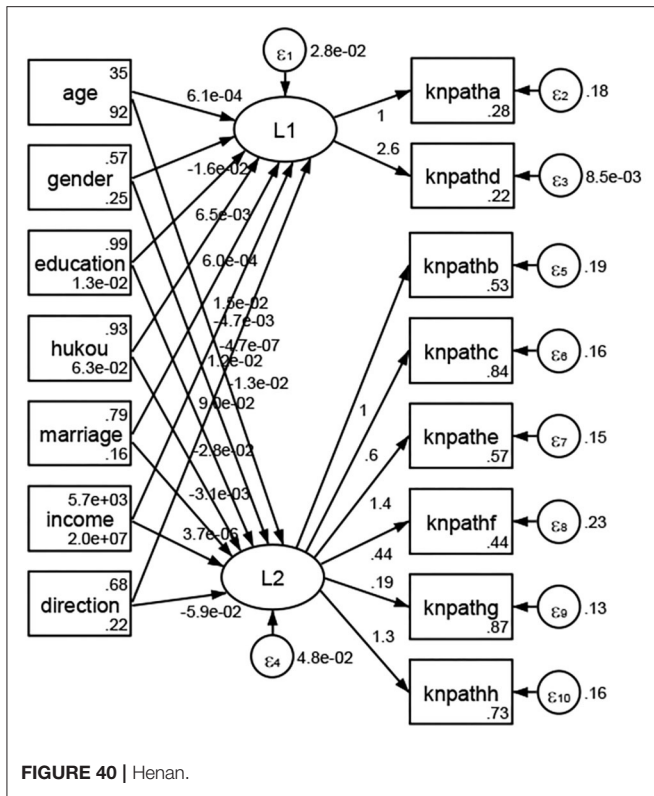 ε1 2.8e-02
35
age
92
6.1e-04
L1
1
knpatha
.28
ε2 .18
.57
gender
.25
-1.6e-02
2.6
knpathd
.22
ε3 8.5e-03
.99
education
1.3e-02
6.5e-03
6.0e-04
knpathb
.53
ε5 .19
.93
hukou
6.3e-02
1.5e-02
-4.7e-03
-4.7e-07
1.2e-02
-1.3e-02
knpathc
.84
ε6 .16
.79
marriage
.16
9.0e-02
-2.8e-02
1
.6
knpathe
.57
ε7 .15
5.7e+03
income
2.0e+07
-3.1e-03
3.7e-06
1.4
.44
knpathf
.44
ε8 .23
.68
direction
.22
-5.9e-02
L2
.19
knpathg
.87
ε9 .13
ε4 4.8e-02
1.3
knpathh
.73
ε10 .16
FIGURE 40 | Henan.